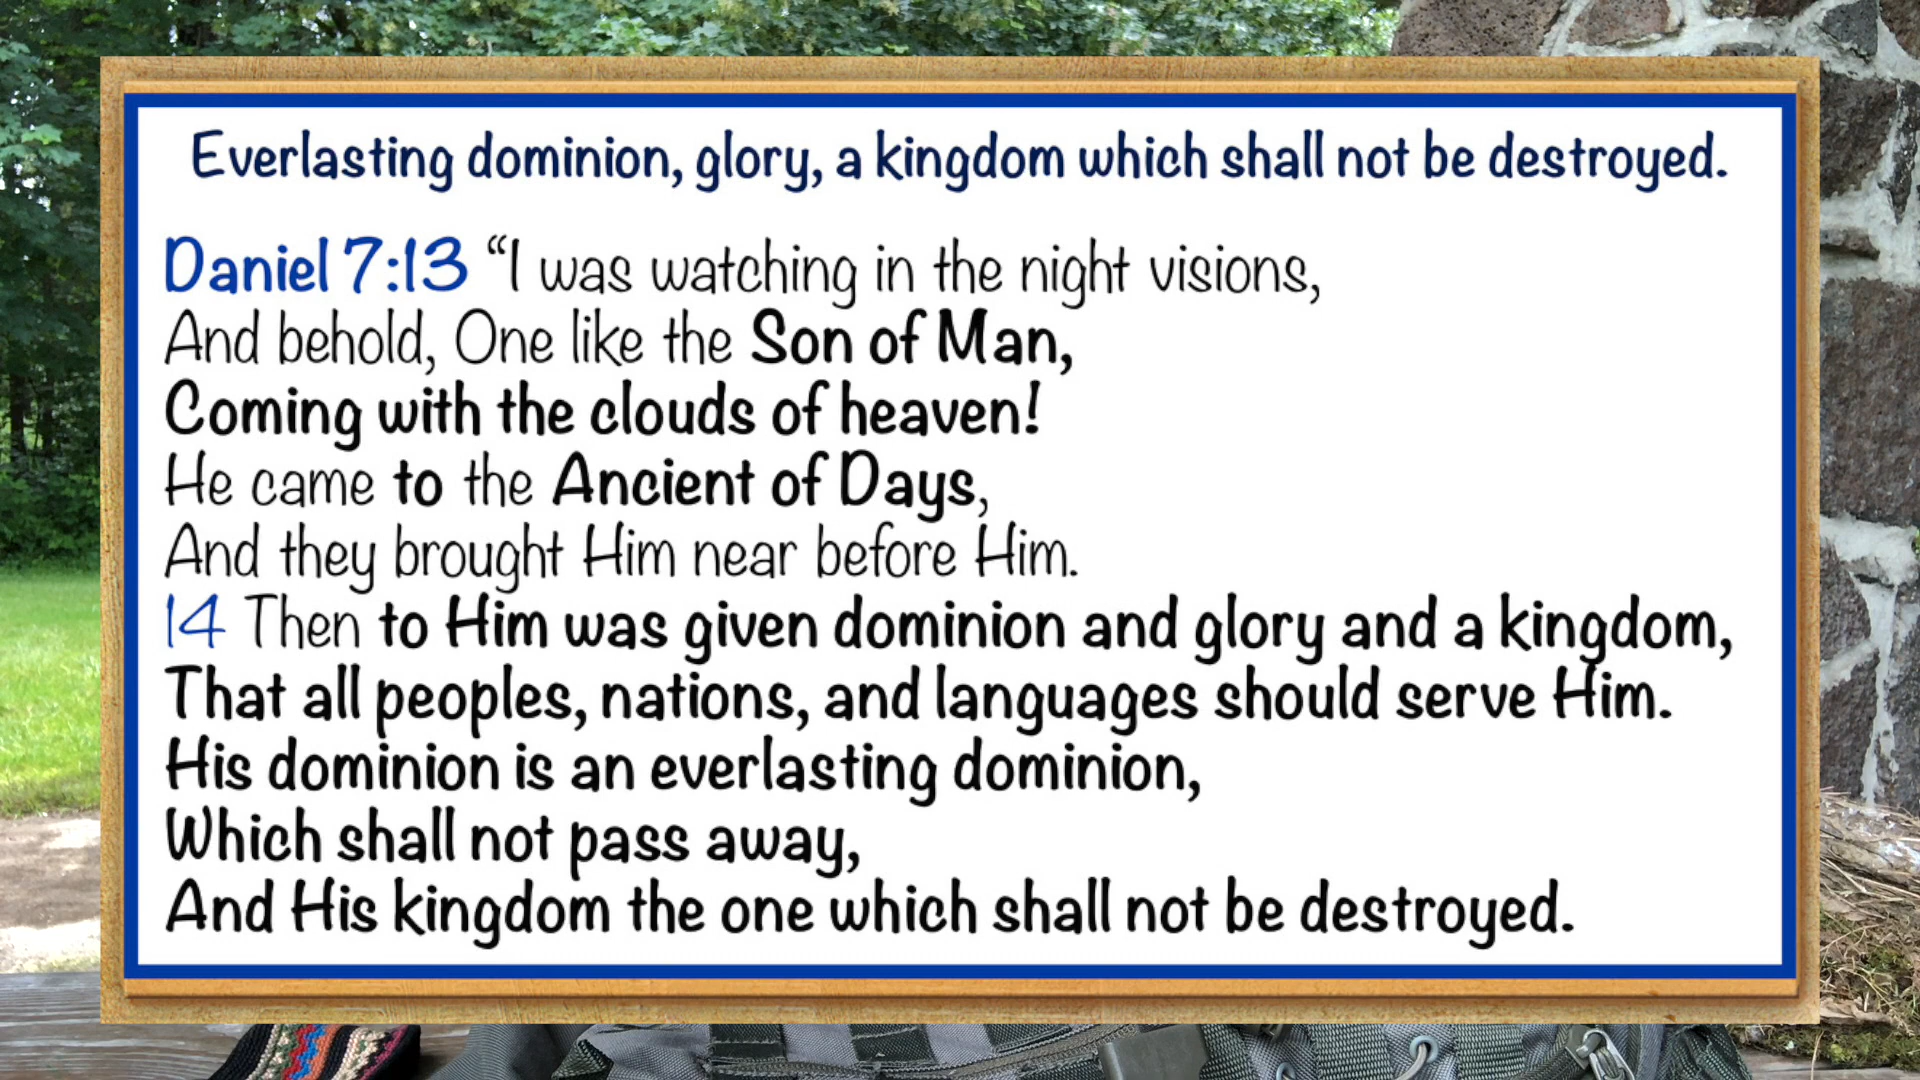 Everlasting dominion, glory, a kingdom which shall not be destroyed.
Daniel 7:13 “I was watching in the night visions,
And behold, One like the Son of Man,
Coming with the clouds of heaven!
He came to the Ancient of Days,
And they brought Him near before Him.
14 Then to Him was given dominion and glory and a kingdom,
That all peoples, nations, and languages should serve Him.
His dominion is an everlasting dominion,
Which shall not pass away,
And His kingdom the one which shall not be destroyed.